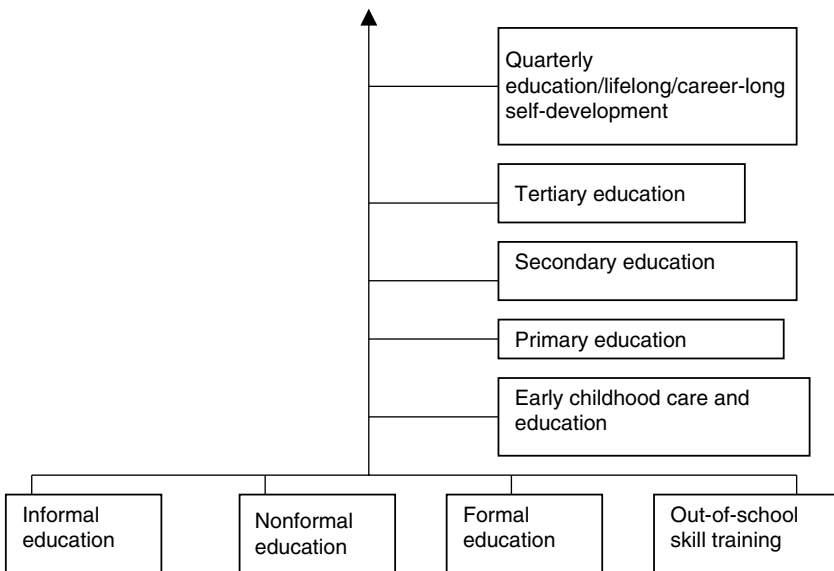 Quarterly
education/lifelong/career-long
self-development
Tertiary education
Secondary education
Primary education
Early childhood care and
education
Informal
education
Nonformal
education
Formal
education
Out-of-school
skill training